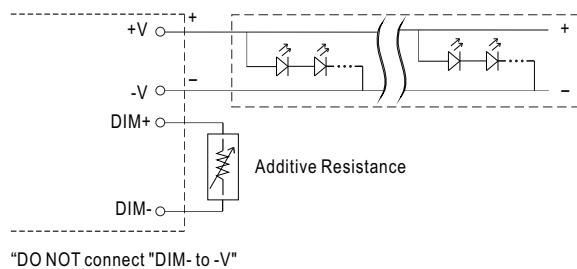 +V + +
-V − −
DIM+
Additive Resistance
DIM-
“DO NOT connect "DIM- to -V"